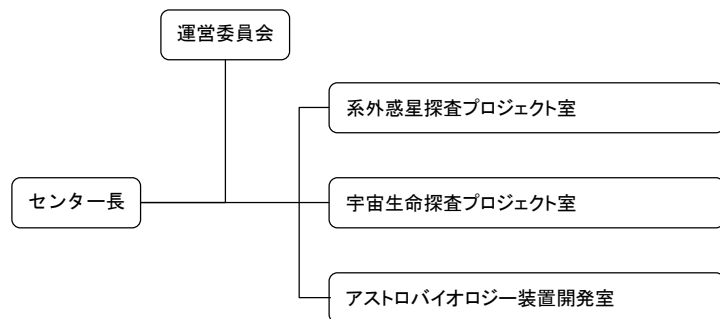 運営委員会
系外惑星探査プロジェクト室
センター長
宇宙生命探査プロジェクト室
アストロバイオロジー装置開発室